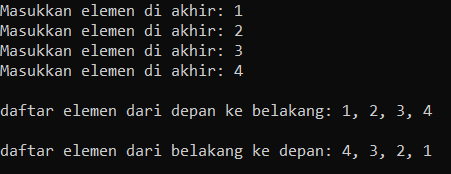 Masukkan elemen di akhir: 1
Masukkan elemen di akhir: 2
Masukkan elemen di akhir: 3
Masukkan elemen di akhir: 4
daftar elemen dari depan ke belakang: 1, 2, 3, 4
daftar elemen dari belakang ke depan: 4, 3, 2, 1